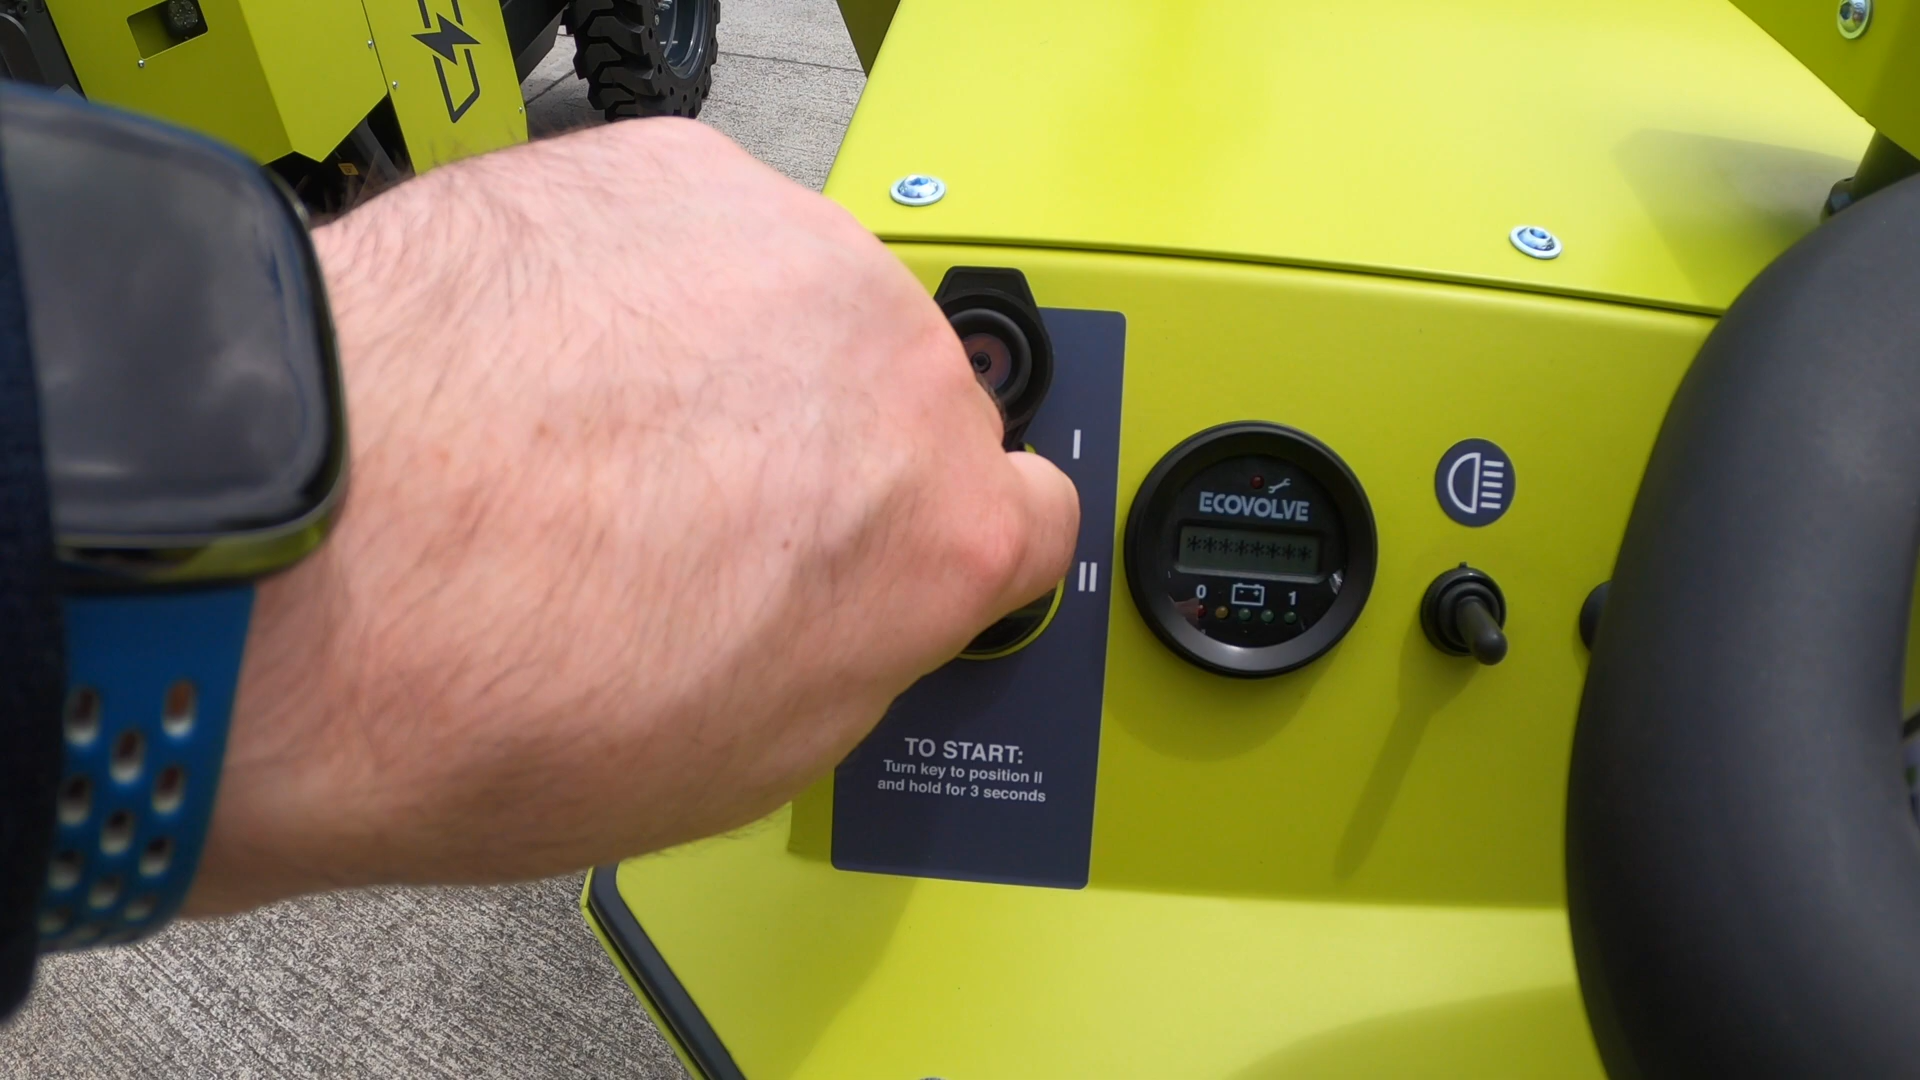 I
II
ECOVOLVE
********
0 1
TO START:
Turn key to position II
and hold for 3 seconds